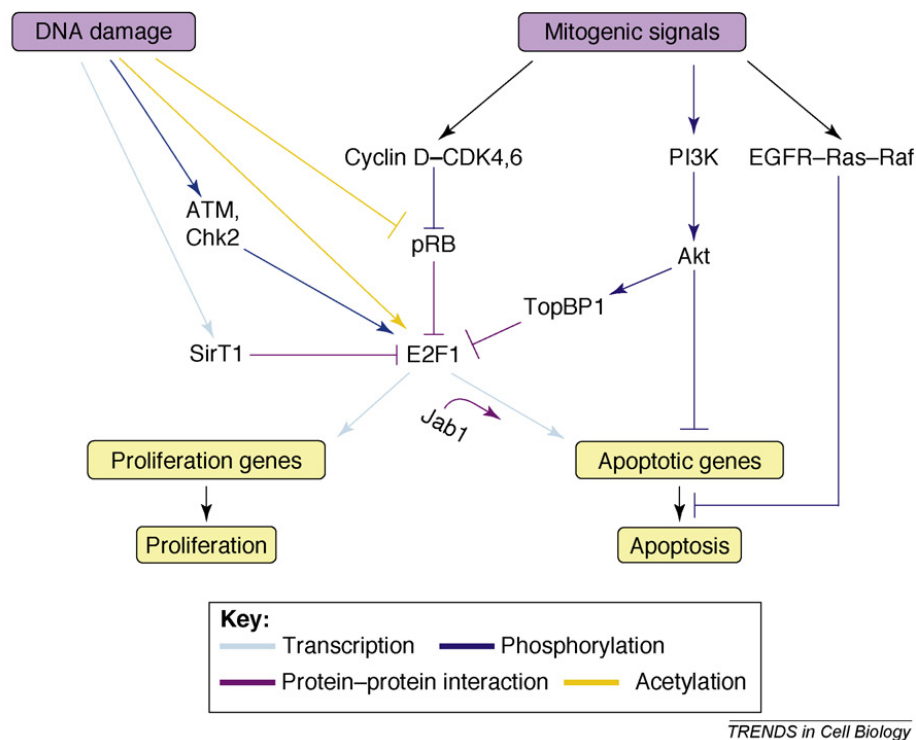 DNA damage
Mitogenic signals
Cyclin D–CDK4,6
PI3K
EGFR–Ras–Raf
ATM,
Chk2
pRB
Akt
TopBP1
SirT1
E2F1
Jab1
Proliferation genes
Apoptotic genes
Proliferation
Apoptosis
Key:
Transcription
Phosphorylation
Protein–protein interaction
Acetylation
TRENDS in Cell Biology